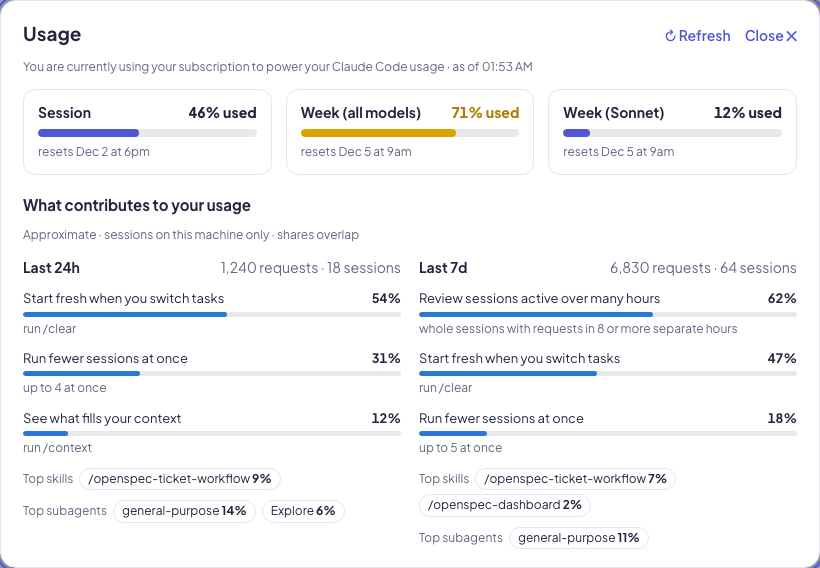 Usage
Refresh Close
You are currently using your subscription to power your Claude Code usage · as of 01:53 AM
Session 46% used
resets Dec 2 at 6pm
Week (all models) 71% used
resets Dec 5 at 9am
Week (Sonnet) 12% used
resets Dec 5 at 9am
What contributes to your usage
Approximate · sessions on this machine only · shares overlap
Last 24h 1,240 requests · 18 sessions
Start fresh when you switch tasks 54%
run /clear
Run fewer sessions at once 31%
up to 4 at once
See what fills your context 12%
run /context
Top skills /openspec-ticket-workflow 9%
Top subagents general-purpose 14% Explore 6%
Last 7d 6,830 requests · 64 sessions
Review sessions active over many hours 62%
whole sessions with requests in 8 or more separate hours
Start fresh when you switch tasks 47%
run /clear
Run fewer sessions at once 18%
up to 5 at once
Top skills /openspec-ticket-workflow 7%
/openspec-dashboard 2%
Top subagents general-purpose 11%